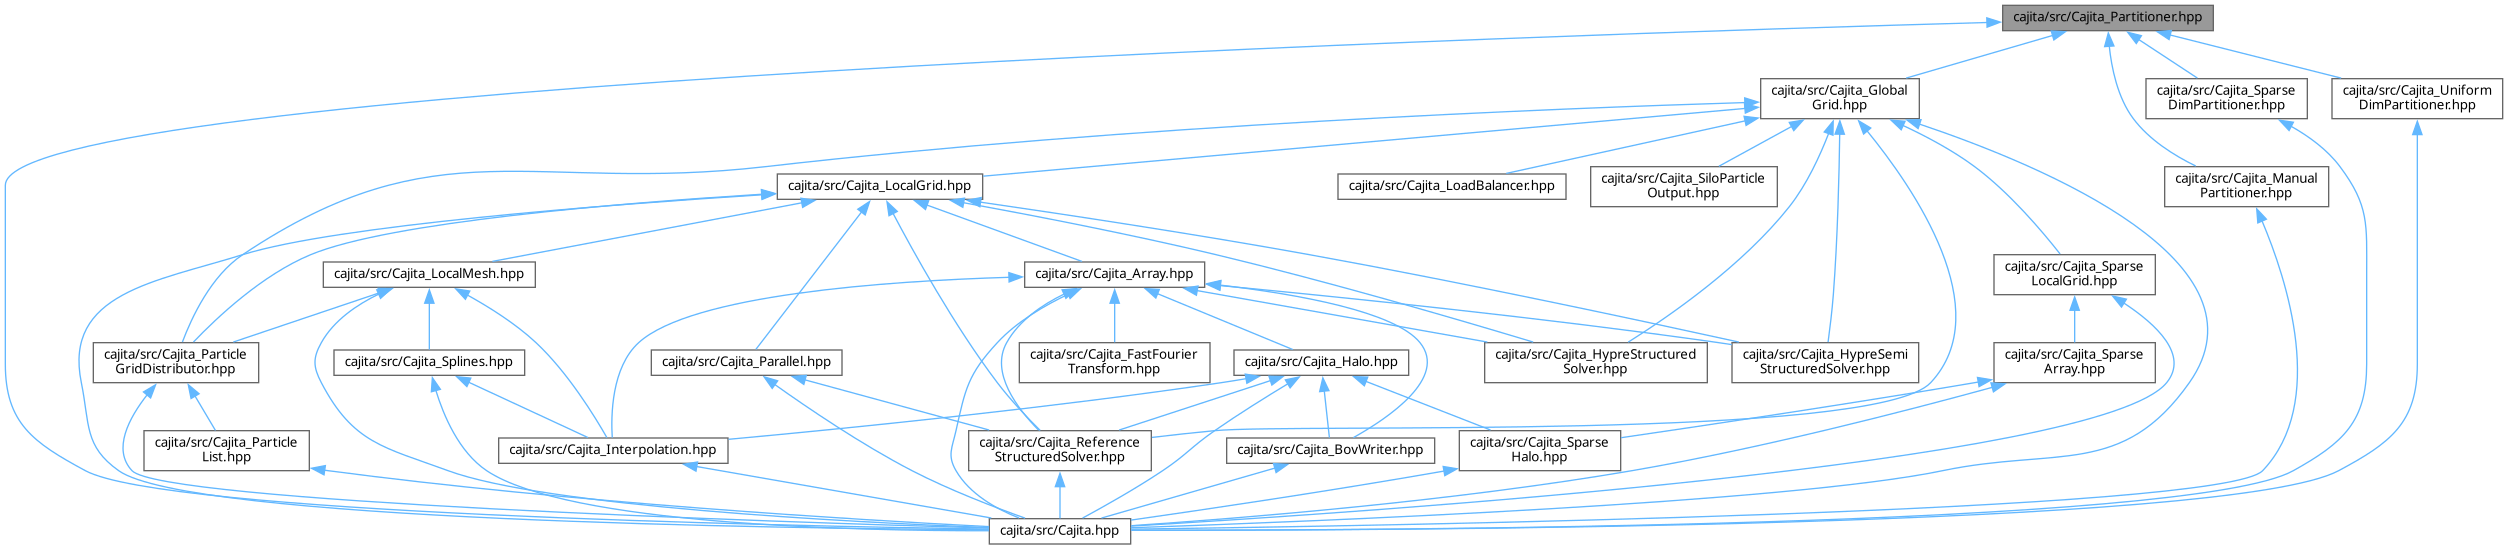 cajita/src/Cajita_Partitioner.hpp
cajita/src/Cajita_Global
Grid.hpp
cajita/src/Cajita_Sparse
DimPartitioner.hpp
cajita/src/Cajita_Uniform
DimPartitioner.hpp
cajita/src/Cajita_LocalGrid.hpp
cajita/src/Cajita_LoadBalancer.hpp
cajita/src/Cajita_SiloParticle
Output.hpp
cajita/src/Cajita_Manual
Partitioner.hpp
cajita/src/Cajita_LocalMesh.hpp
cajita/src/Cajita_Array.hpp
cajita/src/Cajita_Sparse
LocalGrid.hpp
cajita/src/Cajita_Particle
GridDistributor.hpp
cajita/src/Cajita_Splines.hpp
cajita/src/Cajita_Parallel.hpp
cajita/src/Cajita_FastFourier
Transform.hpp
cajita/src/Cajita_Halo.hpp
cajita/src/Cajita_HypreStructured
Solver.hpp
cajita/src/Cajita_HypreSemi
StructuredSolver.hpp
cajita/src/Cajita_Sparse
Array.hpp
cajita/src/Cajita_Particle
List.hpp
cajita/src/Cajita_Interpolation.hpp
cajita/src/Cajita_Reference
StructuredSolver.hpp
cajita/src/Cajita_BovWriter.hpp
cajita/src/Cajita_Sparse
Halo.hpp
cajita/src/Cajita.hpp